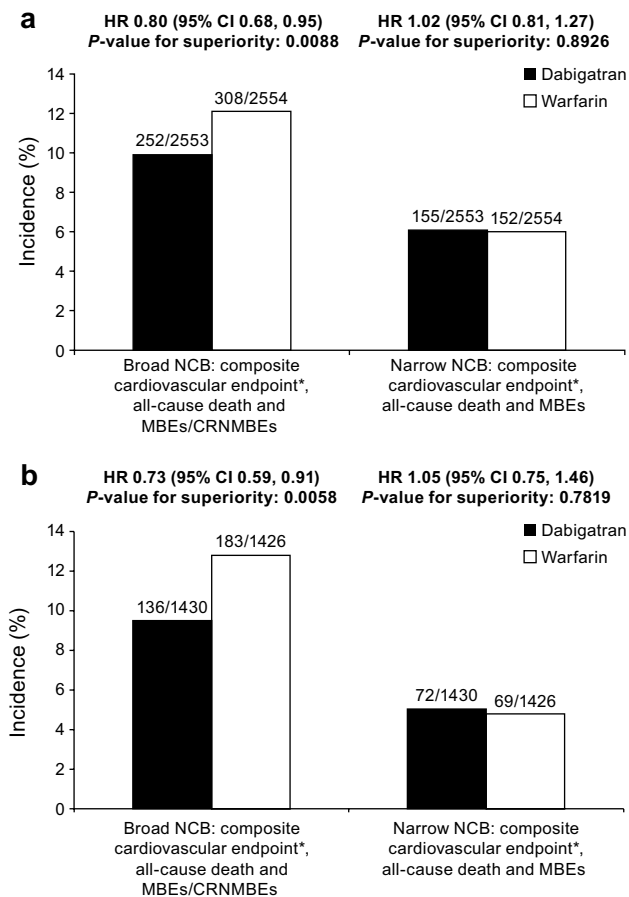 a
HR 0.80 (95% CI 0.68, 0.95)
P-value for superiority: 0.0088
HR 1.02 (95% CI 0.81, 1.27)
P-value for superiority: 0.8926
Dabigatran
Warfarin
Incidence (%)
14
12
10
8
6
4
2
0
252/2553
308/2554
155/2553
152/2554
Broad NCB: composite
cardiovascular endpoint*,
all-cause death and
MBEs/CRNMBEs
Narrow NCB: composite
cardiovascular endpoint*,
all-cause death and MBEs
b
HR 0.73 (95% CI 0.59, 0.91)
P-value for superiority: 0.0058
HR 1.05 (95% CI 0.75, 1.46)
P-value for superiority: 0.7819
Dabigatran
Warfarin
Incidence (%)
14
12
10
8
6
4
2
0
136/1430
183/1426
72/1430
69/1426
Broad NCB: composite
cardiovascular endpoint*,
all-cause death and
MBEs/CRNMBEs
Narrow NCB: composite
cardiovascular endpoint*,
all-cause death and MBEs